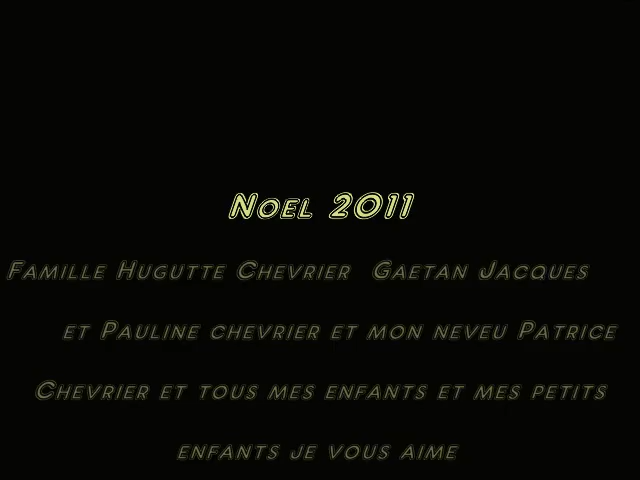 Noel 2011
Famille Hugutte Chevrier Gaetan Jacques
et Pauline chevrier et mon neveu Patrice
Chevrier et tous mes enfants et mes petits
enfants je vous aime